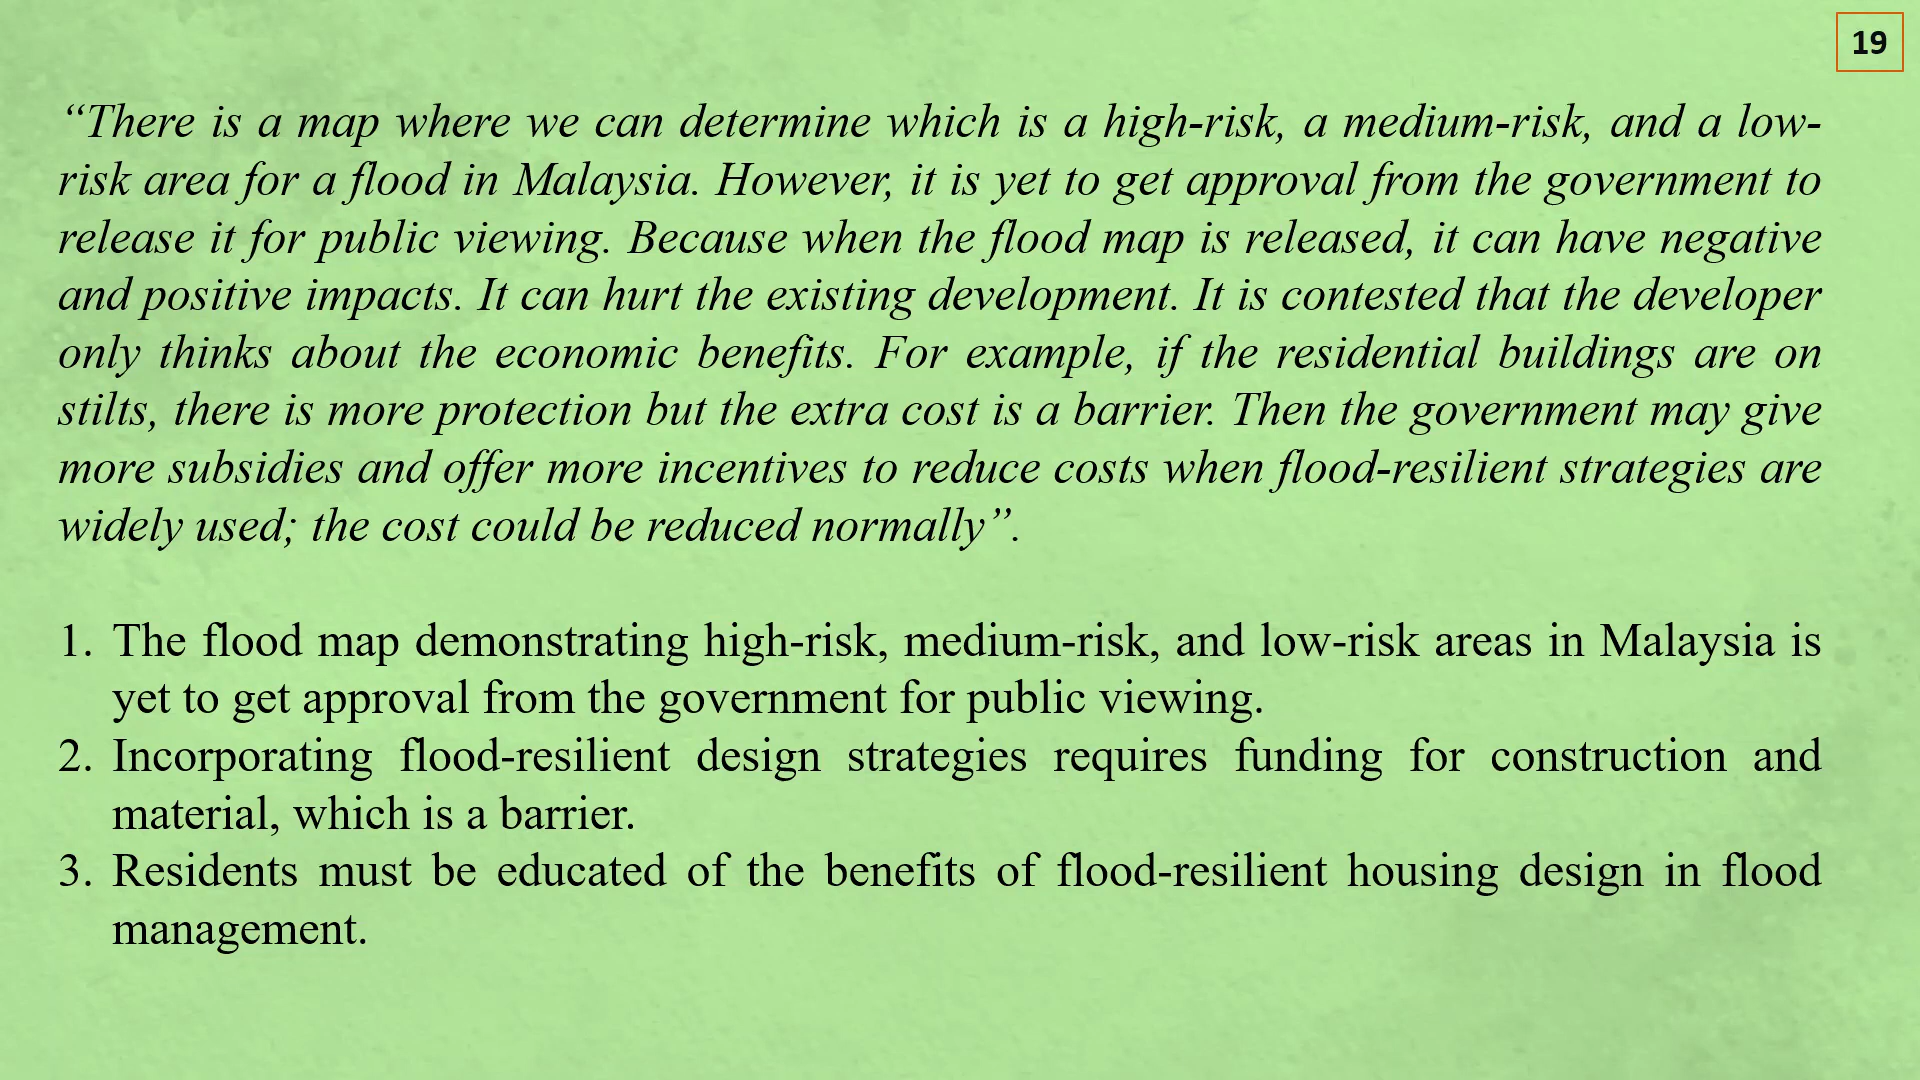 19
“There is a map where we can determine which is a high-risk, a medium-risk, and a low-
risk area for a flood in Malaysia. However, it is yet to get approval from the government to
release it for public viewing. Because when the flood map is released, it can have negative
and positive impacts. It can hurt the existing development. It is contested that the developer
only thinks about the economic benefits. For example, if the residential buildings are on
stilts, there is more protection but the extra cost is a barrier. Then the government may give
more subsidies and offer more incentives to reduce costs when flood-resilient strategies are
widely used; the cost could be reduced normally”.
1. The flood map demonstrating high-risk, medium-risk, and low-risk areas in Malaysia is
yet to get approval from the government for public viewing.
2. Incorporating flood-resilient design strategies requires funding for construction and
material, which is a barrier.
3. Residents must be educated of the benefits of flood-resilient housing design in flood
management.